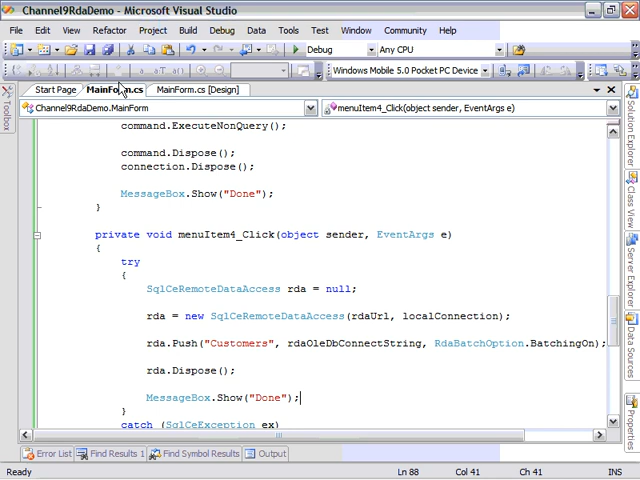 Channel9RdaDemo - Microsoft Visual Studio
File Edit View Refactor Project Build Debug Data Tools Test Window Community Help
Debug Any CPU
Windows Mobile 5.0 Pocket PC Device
Start Page MainForm.cs MainForm.cs [Design]
Channel9RdaDemo.MainForm menuItem4_Click(object sender, EventArgs e)
command.ExecuteNonQuery();
command.Dispose();
connection.Dispose();
MessageBox.Show("Done");
}
private void menuItem4_Click(object sender, EventArgs e)
{
try
{
SqlCeRemoteDataAccess rda = null;
rda = new SqlCeRemoteDataAccess(rdaUrl, localConnection);
rda.Push("Customers", rdaOleDbConnectString, RdaBatchOption.BatchingOn);
rda.Dispose();
MessageBox.Show("Done");
}
catch (SqlCeException ex)
Toolbox
Solution Explorer
Class View
Server Explorer
Data Sources
Properties
Error List Find Results 1 Find Symbol Results Output
Ready Ln 88 Col 41 Ch 41